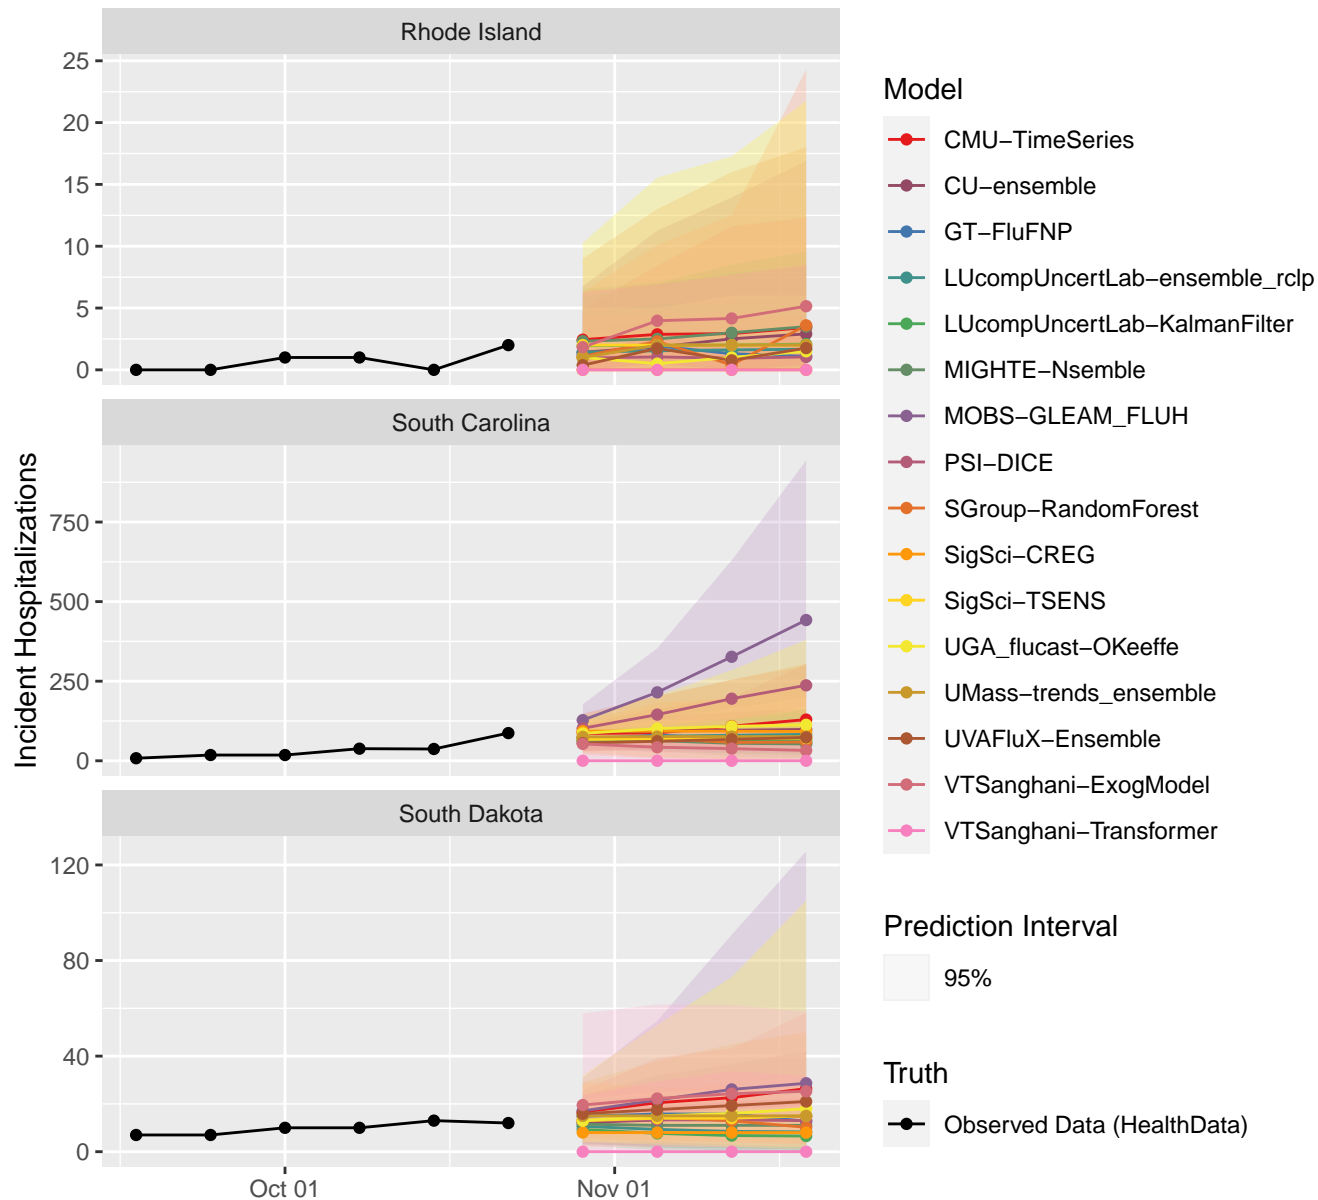 Rhode Island
25
20
15
10
5
0
South Carolina
Incident Hospitalizations
750
500
250
0
South Dakota
120
80
40
0
Oct 01
Nov 01
Model
CMU−TimeSeries
CU−ensemble
GT−FluFNP
LUcompUncertLab−ensemble_rclp
LUcompUncertLab−KalmanFilter
MIGHTE−Nsemble
MOBS−GLEAM_FLUH
PSI−DICE
SGroup−RandomForest
SigSci−CREG
SigSci−TSENS
UGA_flucast−OKeeffe
UMass−trends_ensemble
UVAFluX−Ensemble
VTSanghani−ExogModel
VTSanghani−Transformer
Prediction Interval
95%
Truth
Observed Data (HealthData)